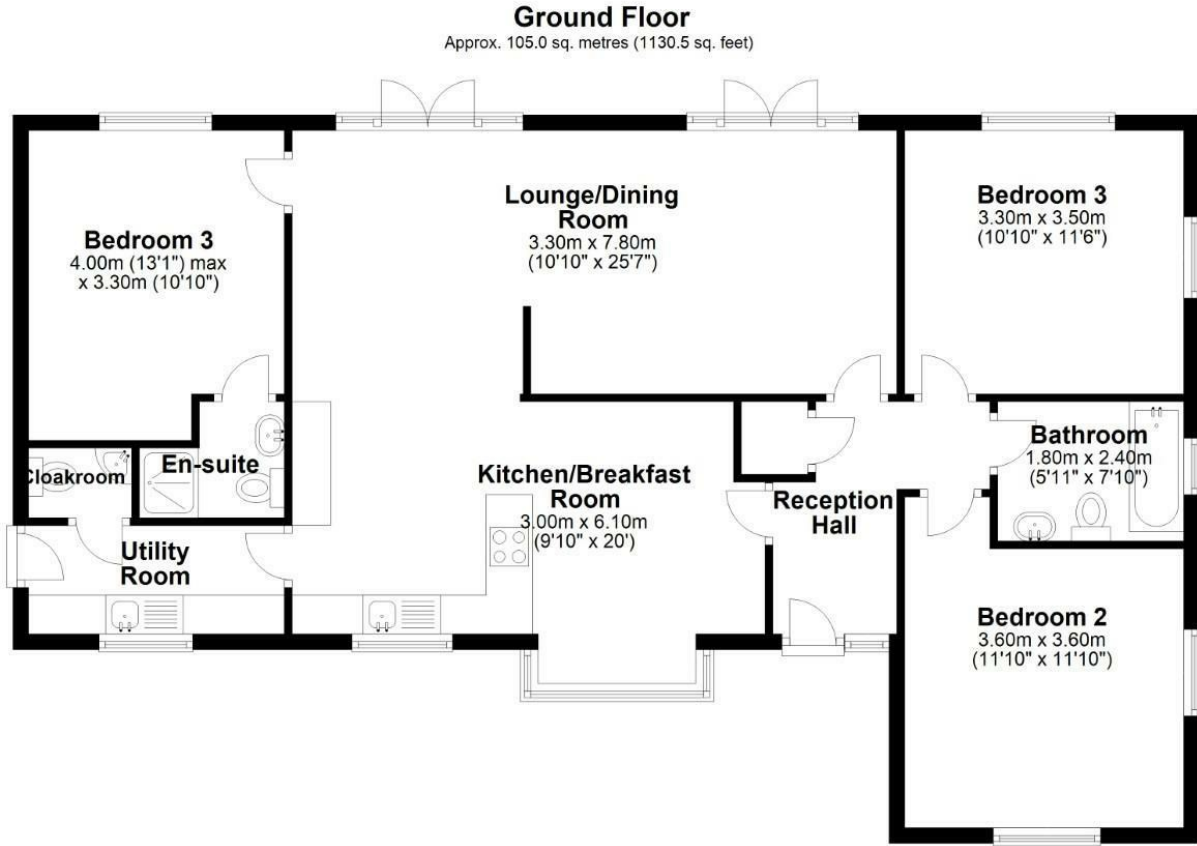 Ground Floor
Approx. 105.0 sq. metres (1130.5 sq. feet)
Lounge/Dining
Room
3.30m x 7.80m
(10'10" x 25'7")
Bedroom 3
3.30m x 3.50m
(10'10" x 11'6")
Bedroom 3
4.00m (13'1") max
x 3.30m (10'10")
Bathroom
1.80m x 2.40m
(5'11" x 7'10")
En-suite
Cloakroom
Kitchen/Breakfast
Room
3.00m x 6.10m
(9'10" x 20')
Reception
Hall
Utility
Room
Bedroom 2
3.60m x 3.60m
(11'10" x 11'10")